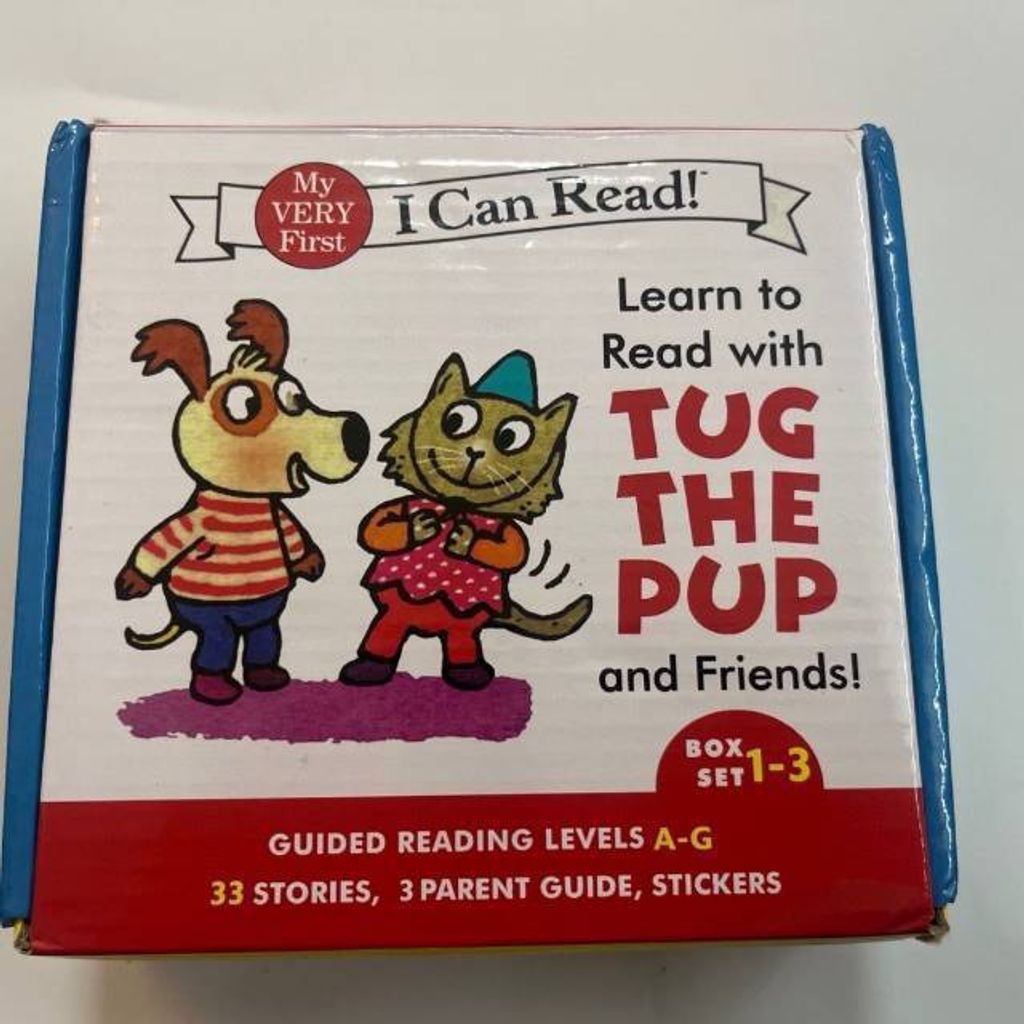 My
VERY
First
I Can Read!™
Learn to
Read with
TUG
THE
PUP
and Friends!
BOX
SET 1-3
GUIDED READING LEVELS A-G
33 STORIES, 3 PARENT GUIDE, STICKERS